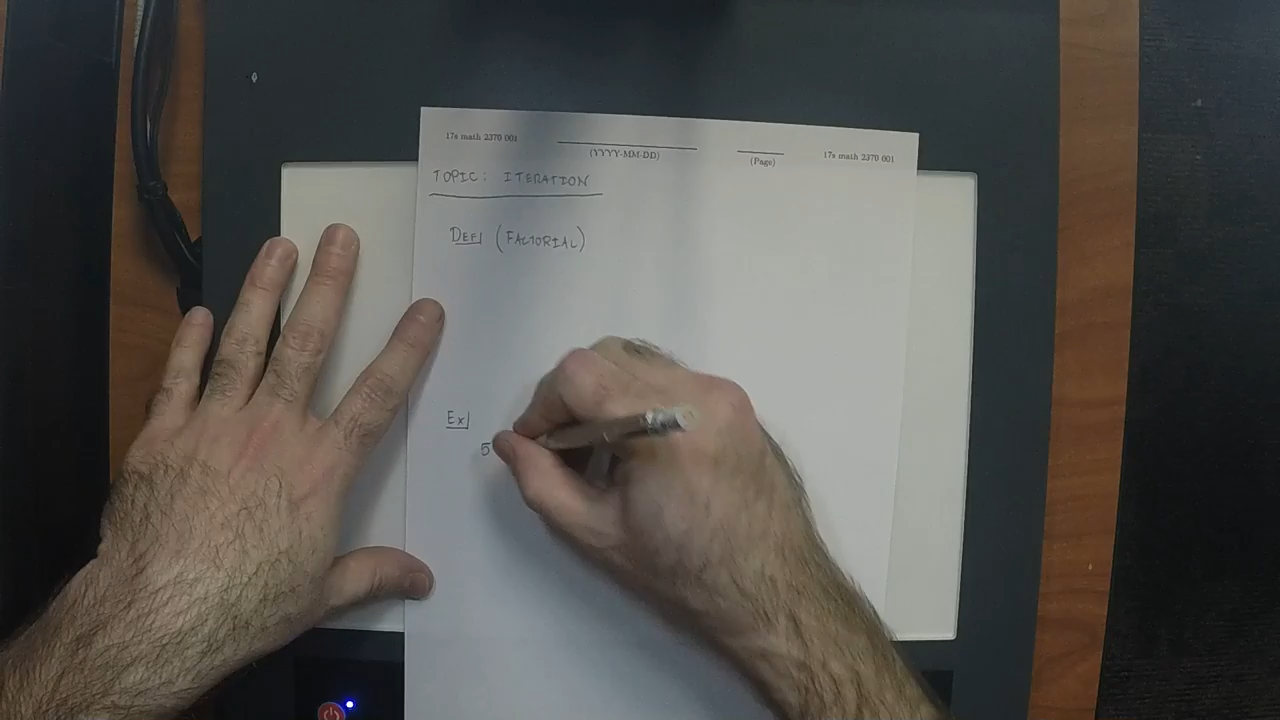 17s math 2370 001 (YYYY-MM-DD) (Page) 17s math 2370 001
TOPIC: ITERATION
DEF (FACTORIAL)
Ex
5